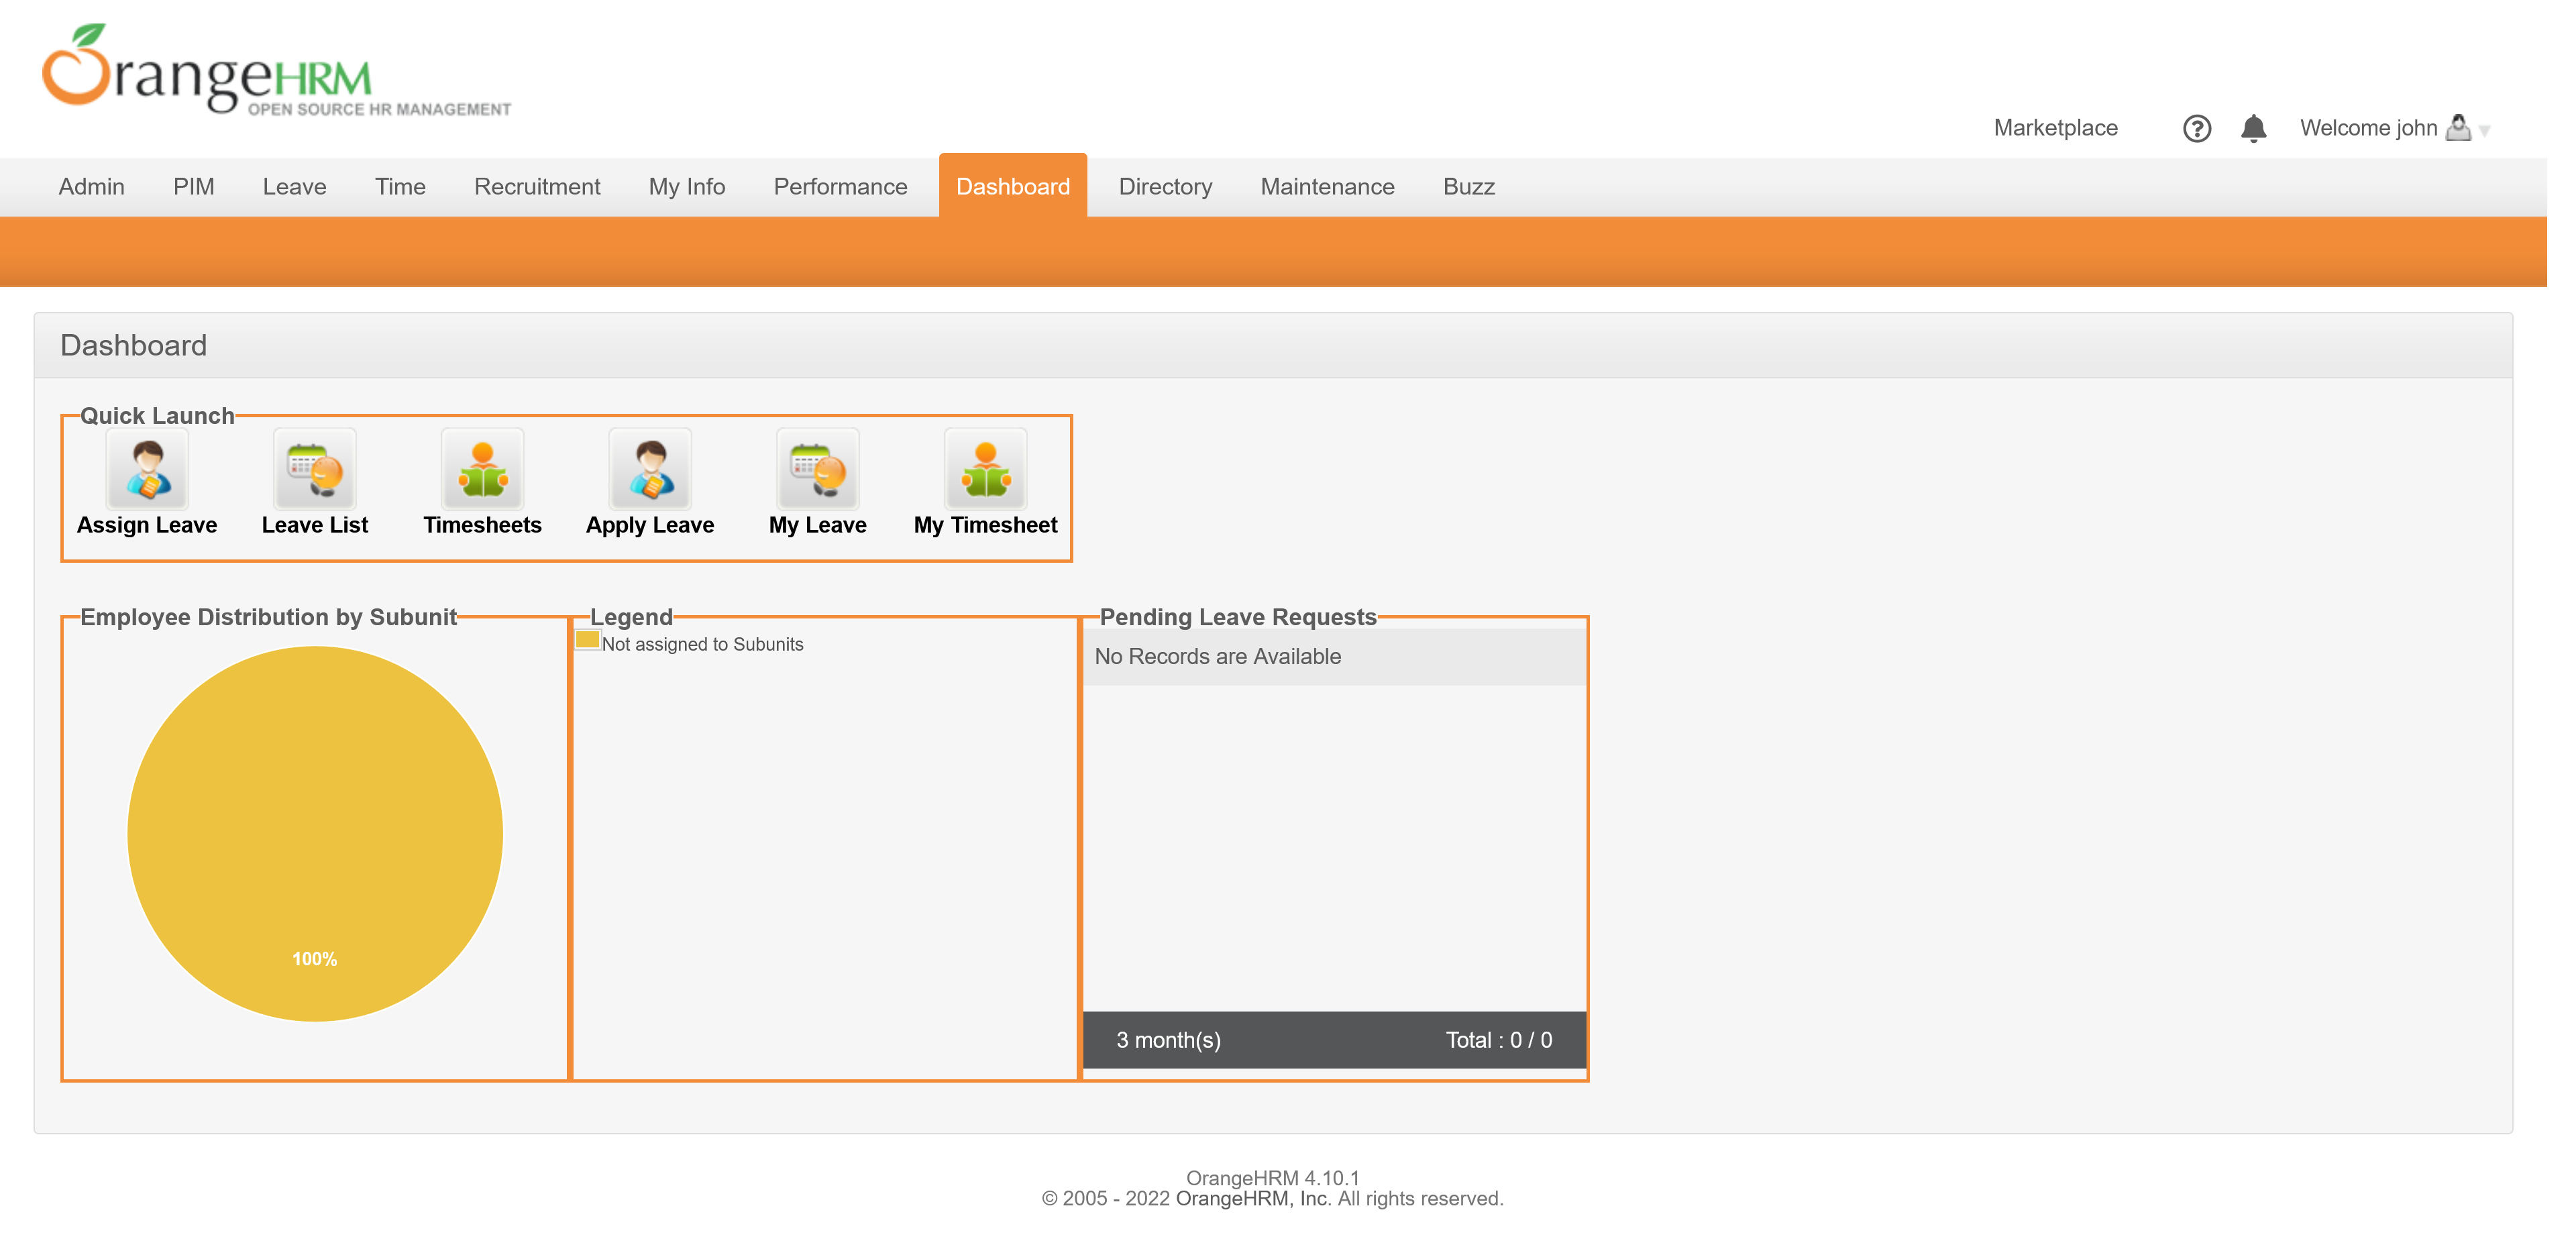 OrangeHRM
OPEN SOURCE HR MANAGEMENT
Marketplace ? Welcome john
Admin PIM Leave Time Recruitment My Info Performance Dashboard Directory Maintenance Buzz
Dashboard
Quick Launch
Assign Leave Leave List Timesheets Apply Leave My Leave My Timesheet
Employee Distribution by Subunit
100%
Legend
Not assigned to Subunits
Pending Leave Requests
No Records are Available
3 month(s) Total : 0 / 0
OrangeHRM 4.10.1
© 2005 - 2022 OrangeHRM, Inc. All rights reserved.